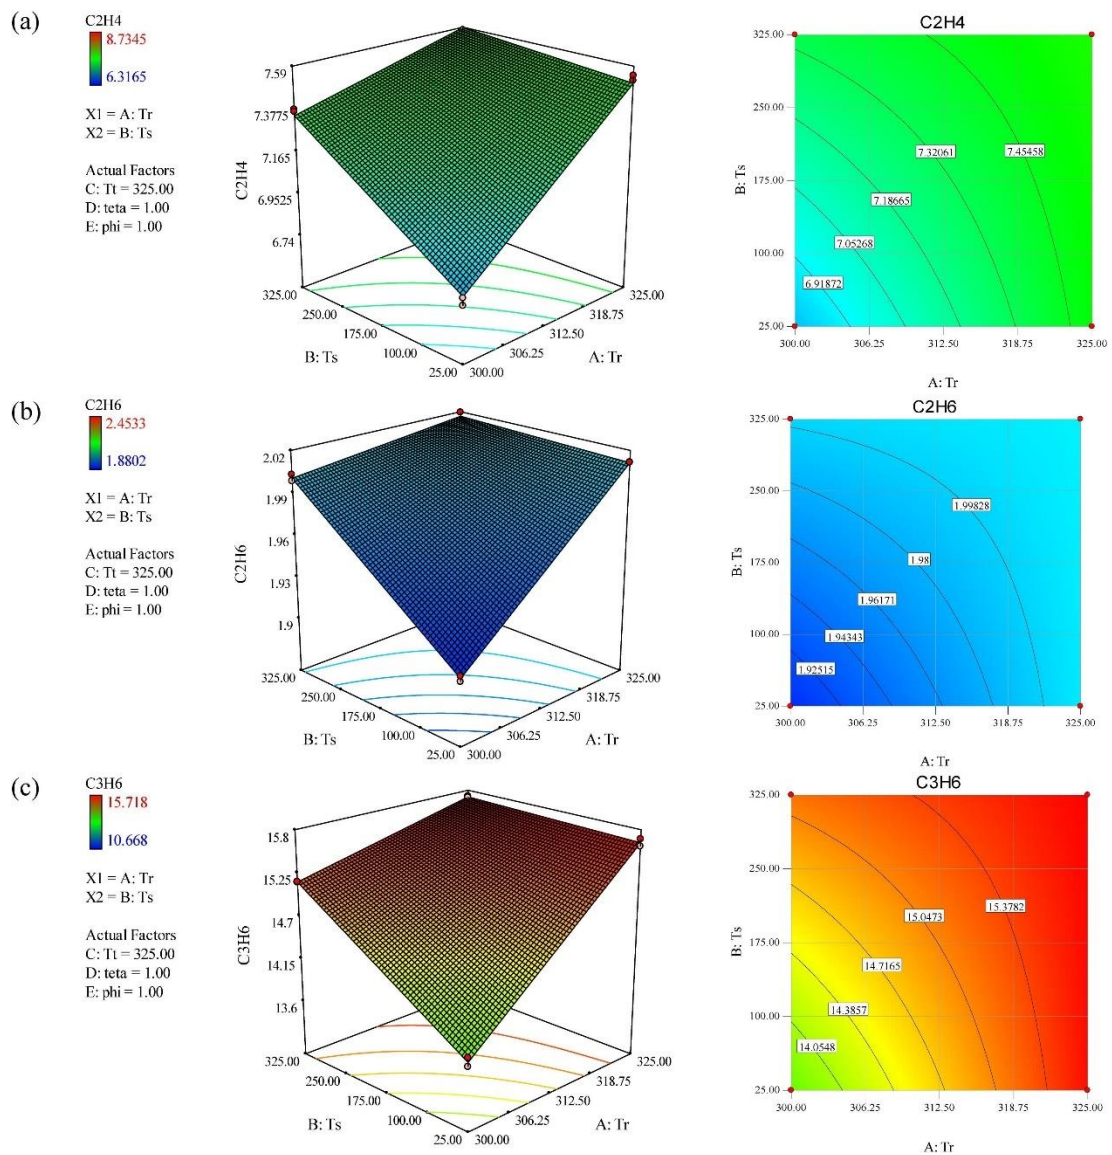 (a)
C2H4
8.7345
6.3165
X1 = A: Tr
X2 = B: Ts
Actual Factors
C: Tt = 325.00
D: teta = 1.00
E: phi = 1.00
7.59
7.3775
7.165
6.9525
6.74
C2H4
325.00
250.00
175.00
100.00
25.00
B: Ts
300.00
306.25
312.50
318.75
325.00
A: Tr
C2H4
325.00
250.00
175.00
100.00
25.00
B: Ts
7.32061
7.45458
7.18665
7.05268
6.91872
300.00
306.25
312.50
318.75
325.00
A: Tr
(b)
C2H6
2.4533
1.8802
X1 = A: Tr
X2 = B: Ts
Actual Factors
C: Tt = 325.00
D: teta = 1.00
E: phi = 1.00
2.02
1.99
1.96
1.93
1.9
C2H6
325.00
250.00
175.00
100.00
25.00
B: Ts
300.00
306.25
312.50
318.75
325.00
A: Tr
C2H6
325.00
250.00
175.00
100.00
25.00
B: Ts
1.99828
1.98
1.96171
1.94343
1.92515
300.00
306.25
312.50
318.75
325.00
A: Tr
(c)
C3H6
15.718
10.668
X1 = A: Tr
X2 = B: Ts
Actual Factors
C: Tt = 325.00
D: teta = 1.00
E: phi = 1.00
15.8
15.25
14.7
14.15
13.6
C3H6
325.00
250.00
175.00
100.00
25.00
B: Ts
300.00
306.25
312.50
318.75
325.00
A: Tr
C3H6
325.00
250.00
175.00
100.00
25.00
B: Ts
15.3782
15.0473
14.7165
14.3857
14.0548
300.00
306.25
312.50
318.75
325.00
A: Tr